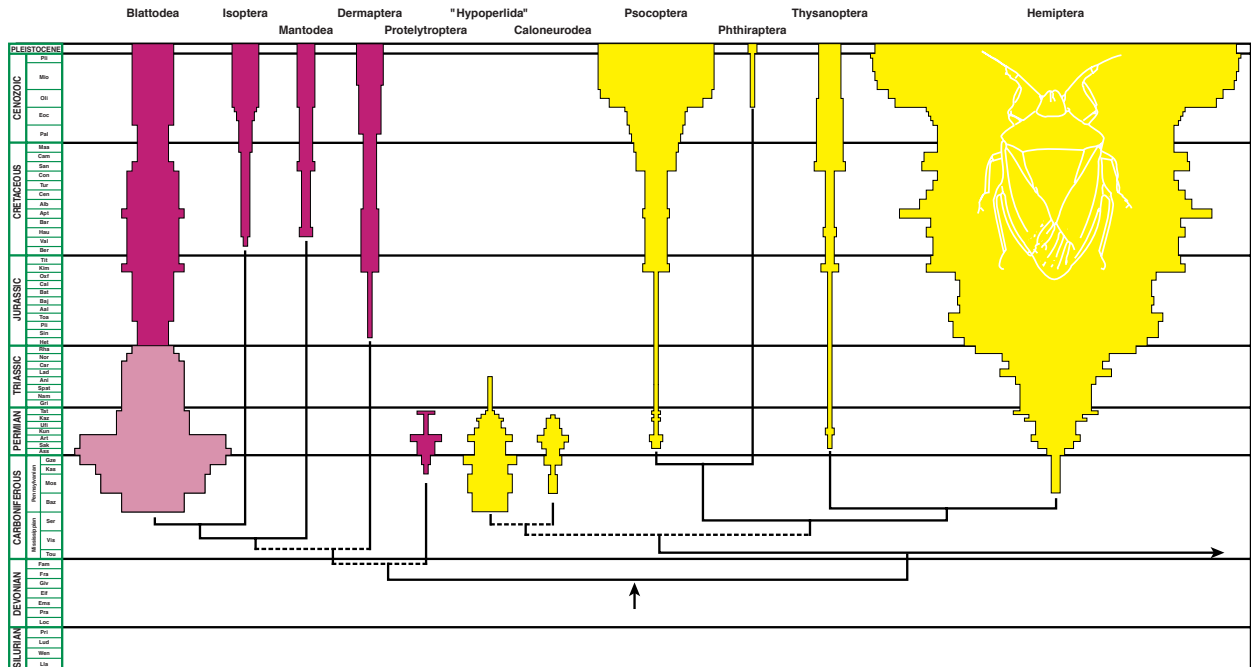 Blattodea Isoptera Dermaptera "Hypoperlida" Psocoptera Thysanoptera Hemiptera
Mantodea Protelytroptera Caloneurodea Phthiraptera
PLEISTOCENE
CENOZOIC
Pli
Mio
Oli
Eoc
Pal
CRETACEOUS
Maa
Cam
San
Con
Tur
Cen
Alb
Apt
Bar
Hau
Val
Ber
JURASSIC
Tit
Kim
Oxf
Cal
Bat
Baj
Aal
Toa
Pli
Sin
Het
TRIASSIC
Rha
Nor
Car
Lad
Ani
Spat
Nam
Gri
PERMIAN
Tat
Kaz
Ufi
Kun
Art
Sak
Ass
CARBONIFEROUS
Pennsylvanian
Gze
Kas
Mos
Baz
Mississippian
Ser
Vis
Tou
DEVONIAN
Fam
Fra
Giv
Eif
Ems
Pra
Loc
SILURIAN
Pri
Lud
Wen
Lla